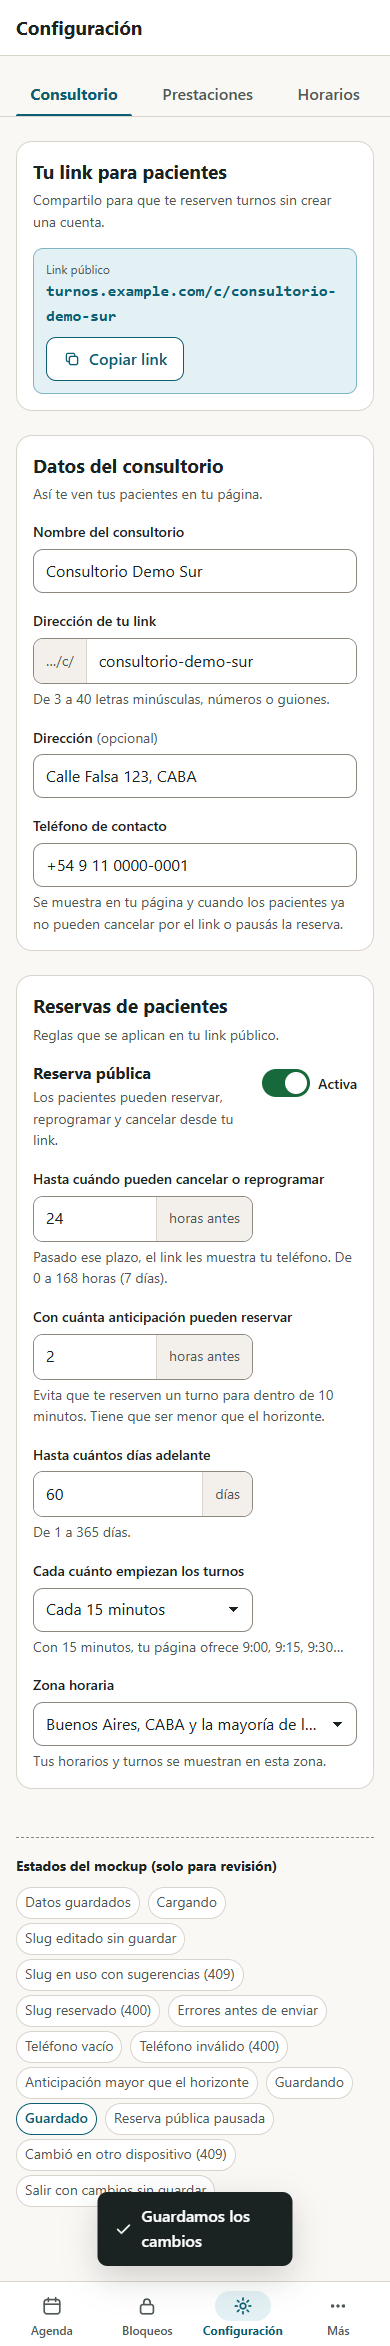 Configuración
Consultorio Prestaciones Horarios
Tu link para pacientes
Compartilo para que te reserven turnos sin crear
una cuenta.
Link público
turnos.example.com/c/consultorio-
demo-sur
Copiar link
Datos del consultorio
Así te ven tus pacientes en tu página.
Nombre del consultorio
Consultorio Demo Sur
Dirección de tu link
.../c/ consultorio-demo-sur
De 3 a 40 letras minúsculas, números o guiones.
Dirección (opcional)
Calle Falsa 123, CABA
Teléfono de contacto
+54 9 11 0000-0001
Se muestra en tu página y cuando los pacientes ya
no pueden cancelar por el link o pausás la reserva.
Reservas de pacientes
Reglas que se aplican en tu link público.
Reserva pública
Activa
Los pacientes pueden reservar,
reprogramar y cancelar desde tu
link.
Hasta cuándo pueden cancelar o reprogramar
24 horas antes
Pasado ese plazo, el link les muestra tu teléfono. De
0 a 168 horas (7 días).
Con cuánta anticipación pueden reservar
2 horas antes
Evita que te reserven un turno para dentro de 10
minutos. Tiene que ser menor que el horizonte.
Hasta cuántos días adelante
60 días
De 1 a 365 días.
Cada cuánto empiezan los turnos
Cada 15 minutos
Con 15 minutos, tu página ofrece 9:00, 9:15, 9:30...
Zona horaria
Buenos Aires, CABA y la mayoría de l...
Tus horarios y turnos se muestran en esta zona.
Estados del mockup (solo para revisión)
Datos guardados Cargando
Slug editado sin guardar
Slug en uso con sugerencias (409)
Slug reservado (400) Errores antes de enviar
Teléfono vacío Teléfono inválido (400)
Anticipación mayor que el horizonte Guardando
Guardado Reserva pública pausada
Cambió en otro dispositivo (409)
Salir con cambios sin guardar
Guardamos los
cambios
Agenda Bloqueos Configuración Más